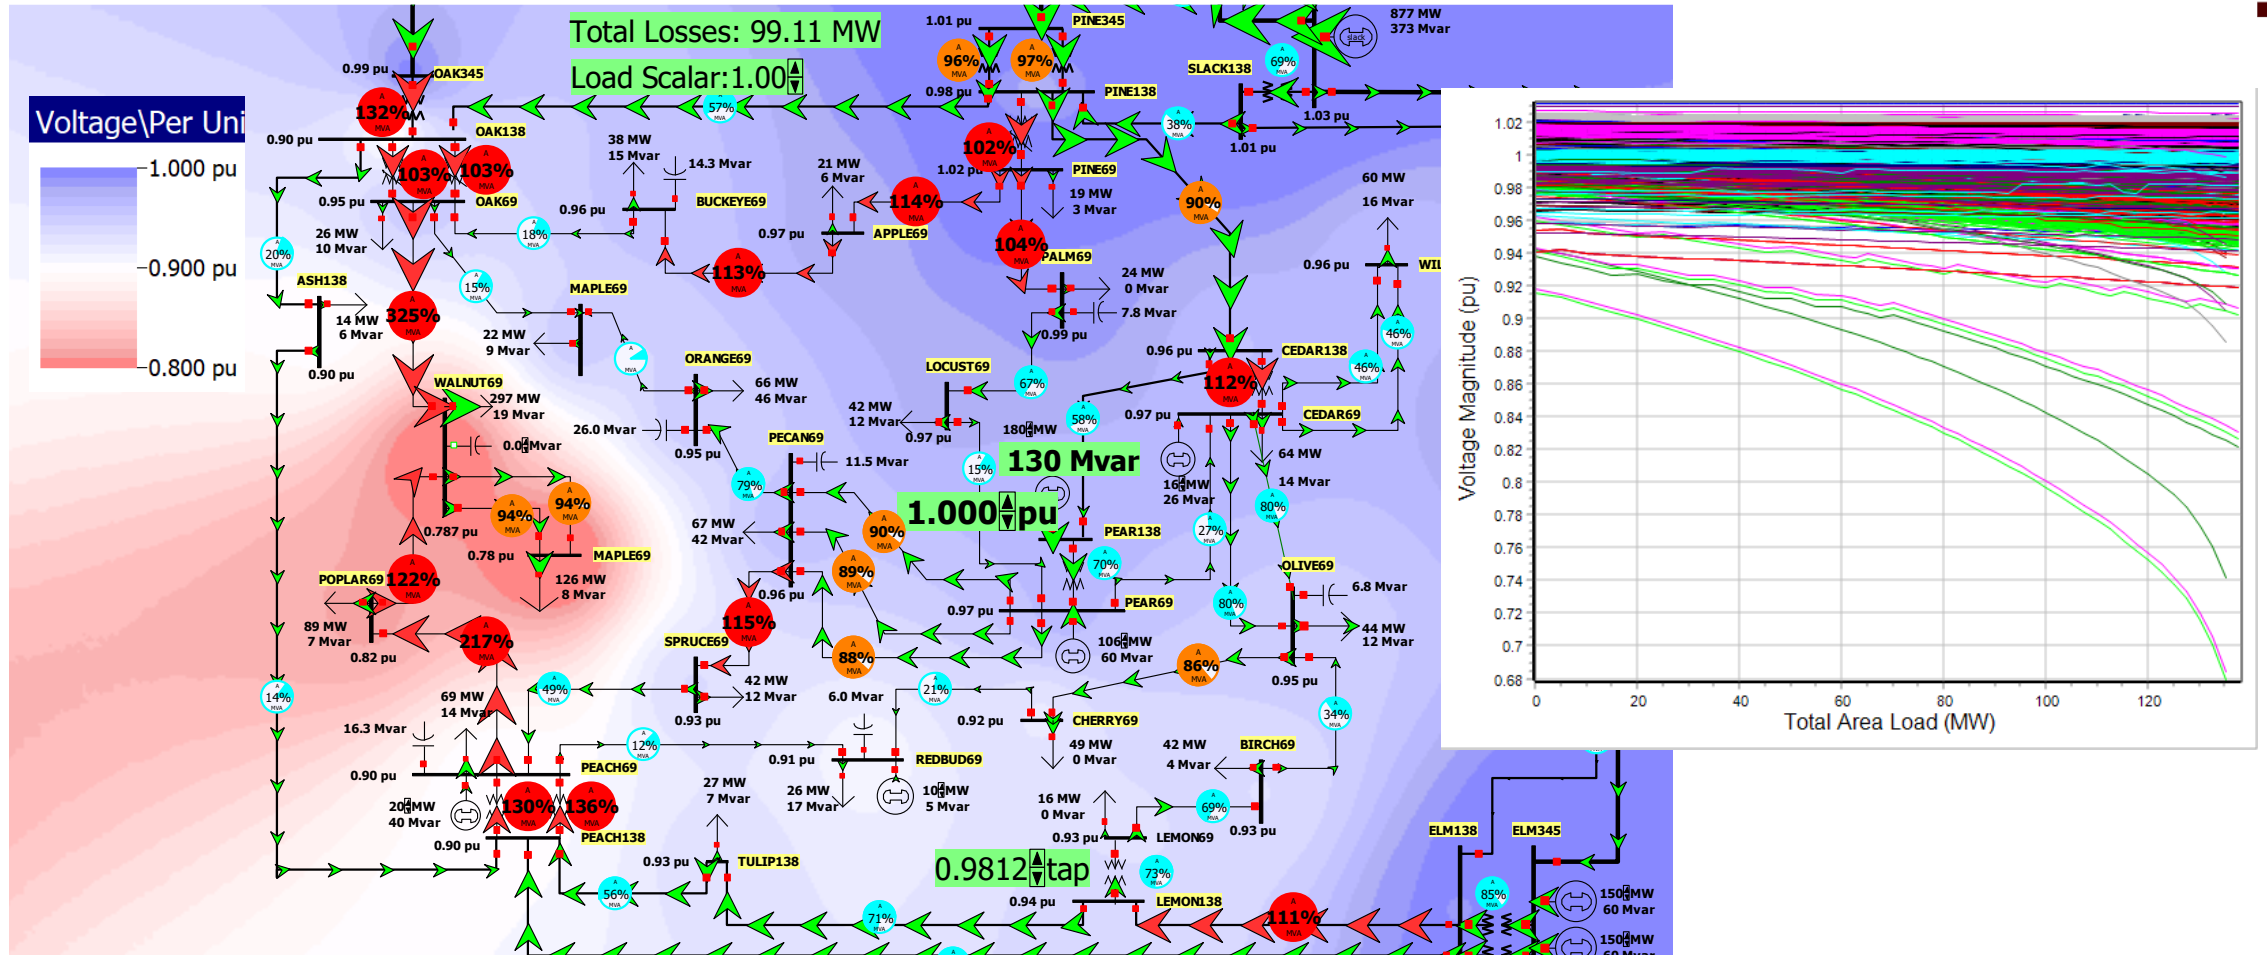 Total Losses: 99.11 MW
Load Scalar:1.00
Voltage\Per Uni
1.000 pu
0.900 pu
0.800 pu
0.99 pu
OAK345
132%
0.90 pu
OAK138
103%
103%
0.95 pu
OAK69
26 MW
10 Mvar
20%
ASH138
14 MW
6 Mvar
0.90 pu
325%
57%
38 MW
15 Mvar
14.3 Mvar
BUCKEYE69
0.96 pu
18%
15%
MAPLE69
22 MW
9 Mvar
113%
21 MW
6 Mvar
0.97 pu
APPLE69
114%
1.01 pu
PINE345
96%
97%
0.98 pu
PINE138
102%
1.02 pu
PINE69
19 MW
3 Mvar
104%
PALM69
24 MW
0 Mvar
7.8 Mvar
0.99 pu
877 MW
373 Mvar
slack
69%
SLACK138
1.03 pu
38%
1.01 pu
90%
60 MW
16 Mvar
0.96 pu
WIL
46%
46%
0.96 pu
CEDAR138
112%
0.97 pu
CEDAR69
58%
64 MW
14 Mvar
16 MW
26 Mvar
80%
27%
80%
ORANGE69
66 MW
46 Mvar
26.0 Mvar
0.95 pu
79%
LOCUST69
67%
42 MW
12 Mvar
0.97 pu
15%
180 MW
130 Mvar
1.000 pu
PEAR138
70%
PEAR69
0.97 pu
106 MW
60 Mvar
PECAN69
11.5 Mvar
67 MW
42 Mvar
0.96 pu
90%
89%
88%
115%
WALNUT69
297 MW
19 Mvar
0.0 Mvar
0.787 pu
94%
94%
0.78 pu
MAPLE69
126 MW
8 Mvar
POPLAR69
122%
89 MW
7 Mvar
0.82 pu
217%
14%
OLIVE69
6.8 Mvar
44 MW
12 Mvar
0.95 pu
86%
34%
SPRUCE69
42 MW
12 Mvar
0.93 pu
49%
69 MW
14 Mvar
16.3 Mvar
0.90 pu
PEACH69
20 MW
40 Mvar
130%
136%
PEACH138
0.90 pu
12%
6.0 Mvar
21%
0.91 pu
REDBUD69
26 MW
17 Mvar
10 MW
5 Mvar
0.92 pu
CHERRY69
49 MW
0 Mvar
42 MW
4 Mvar
BIRCH69
0.93 pu
69%
16 MW
0 Mvar
0.93 pu
LEMON69
27 MW
7 Mvar
0.93 pu
TULIP138
56%
0.9812 tap
73%
0.94 pu
LEMON138
71%
111%
ELM138
ELM345
85%
150 MW
60 Mvar
150 MW
Voltage Magnitude (pu)
1.02
1
0.98
0.96
0.94
0.92
0.9
0.88
0.86
0.84
0.82
0.8
0.78
0.76
0.74
0.72
0.7
0.68
0
20
40
60
80
100
120
Total Area Load (MW)